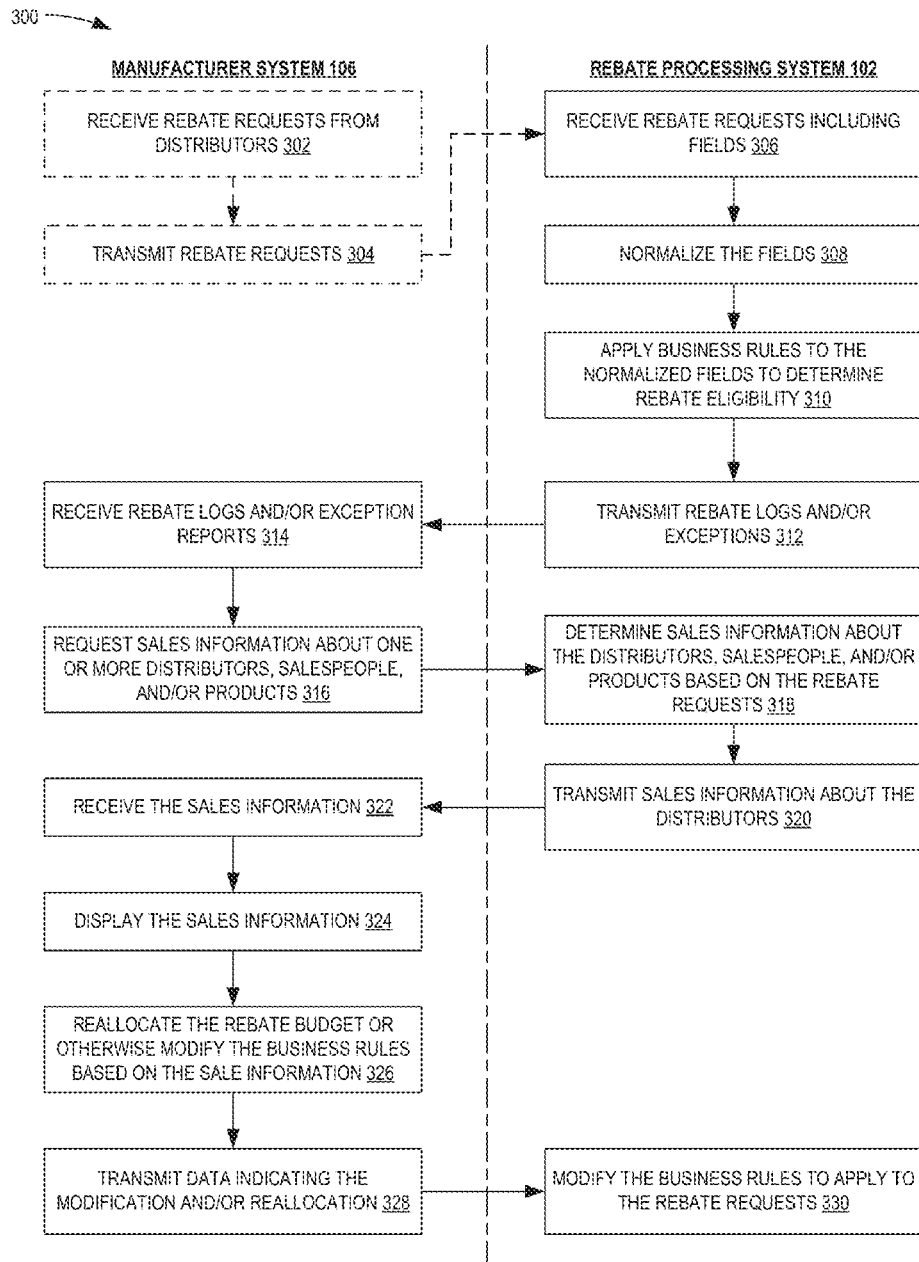 300
MANUFACTURER SYSTEM 106
REBATE PROCESSING SYSTEM 102
RECEIVE REBATE REQUESTS FROM
DISTRIBUTORS 302
RECEIVE REBATE REQUESTS INCLUDING
FIELDS 306
TRANSMIT REBATE REQUESTS 304
NORMALIZE THE FIELDS 308
APPLY BUSINESS RULES TO THE
NORMALIZED FIELDS TO DETERMINE
REBATE ELIGIBILITY 310
RECEIVE REBATE LOGS AND/OR EXCEPTION
REPORTS 314
TRANSMIT REBATE LOGS AND/OR
EXCEPTIONS 312
REQUEST SALES INFORMATION ABOUT ONE
OR MORE DISTRIBUTORS, SALESPEOPLE,
AND/OR PRODUCTS 316
DETERMINE SALES INFORMATION ABOUT
THE DISTRIBUTORS, SALESPEOPLE, AND/OR
PRODUCTS BASED ON THE REBATE
REQUESTS 318
RECEIVE THE SALES INFORMATION 322
TRANSMIT SALES INFORMATION ABOUT THE
DISTRIBUTORS 320
DISPLAY THE SALES INFORMATION 324
REALLOCATE THE REBATE BUDGET OR
OTHERWISE MODIFY THE BUSINESS RULES
BASED ON THE SALE INFORMATION 326
TRANSMIT DATA INDICATING THE
MODIFICATION AND/OR REALLOCATION 328
MODIFY THE BUSINESS RULES TO APPLY TO
THE REBATE REQUESTS 330